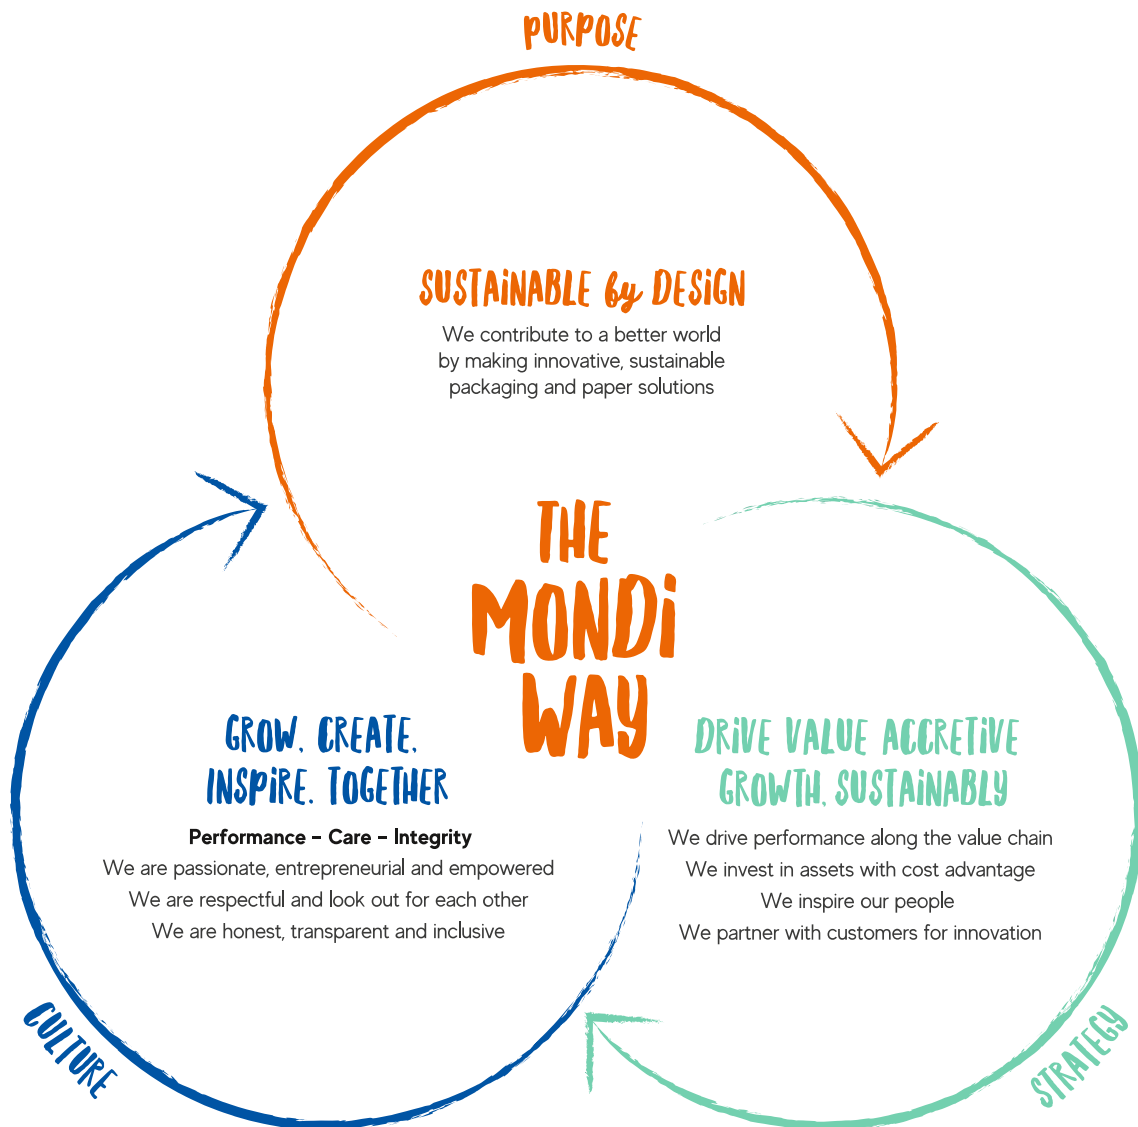 PURPOSE
SUSTAiNABLE by DESiGN
We contribute to a better world
by making innovative, sustainable
packaging and paper solutions
THE
MONDi
WAY
GROW. CREATE.
INSPiRE. TOGETHER
Performance – Care – Integrity
We are passionate, entrepreneurial and empowered
We are respectful and look out for each other
We are honest, transparent and inclusive
CULTURE
DRiVE VALUE ACCRETiVE
GROWTH, SUSTAiNABLY
We drive performance along the value chain
We invest in assets with cost advantage
We inspire our people
We partner with customers for innovation
STRATEGY